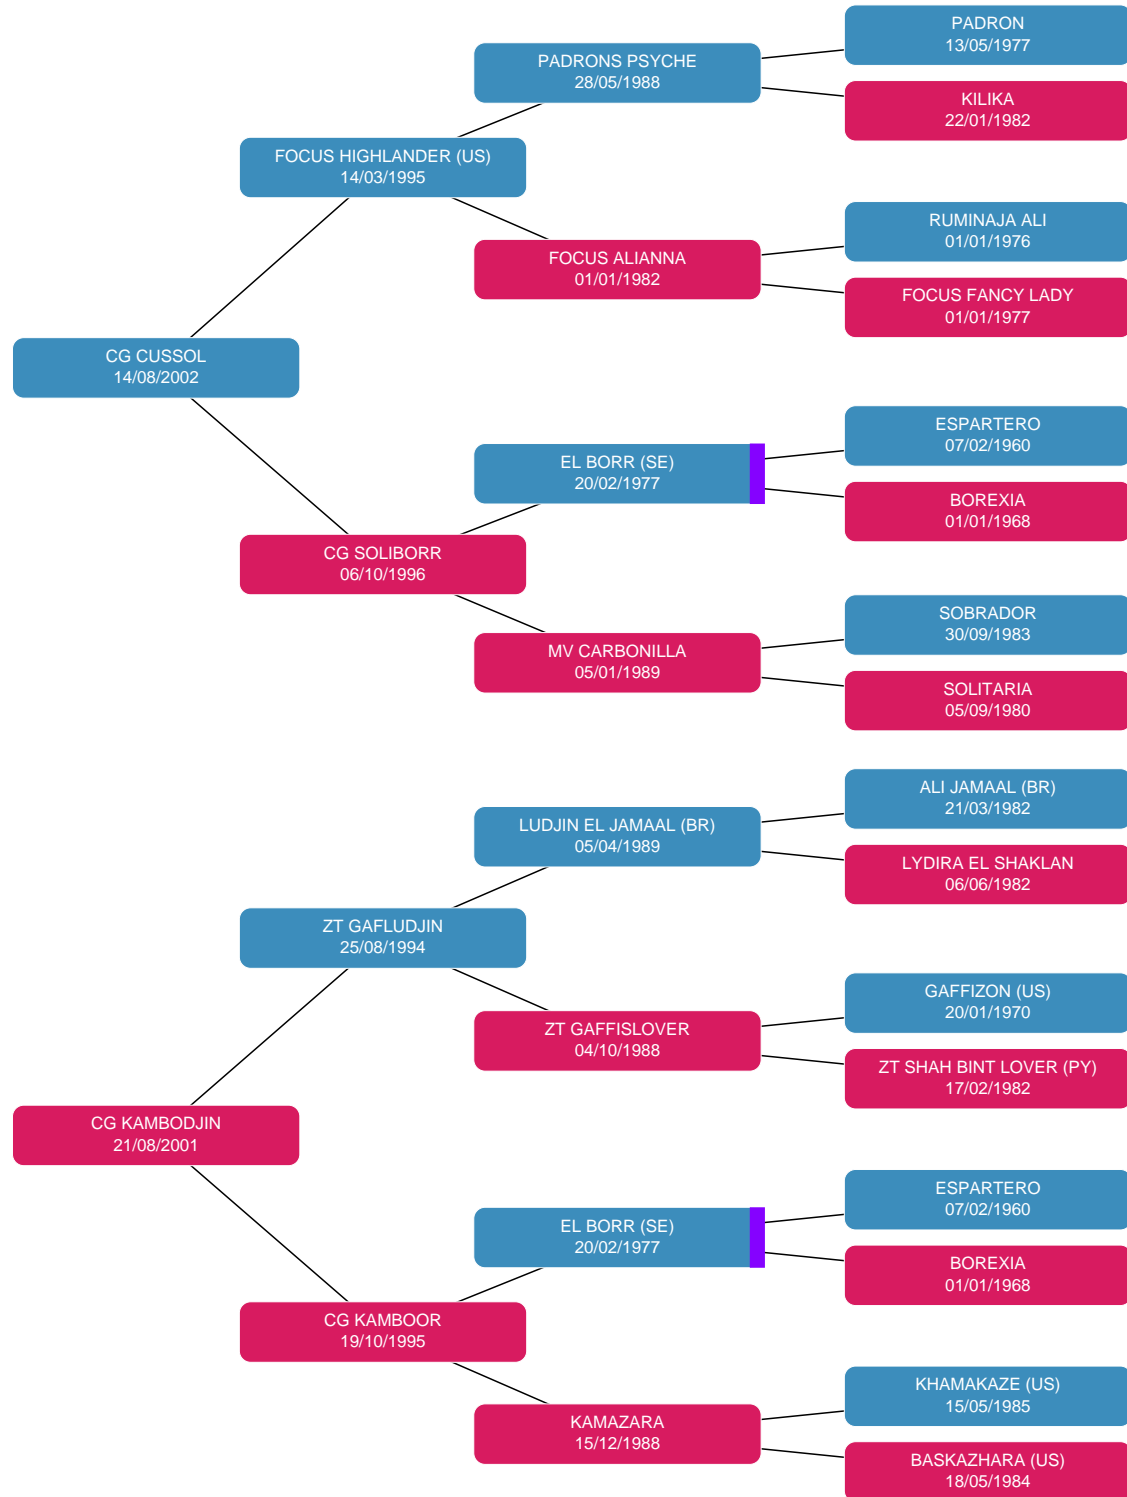 PADRON
13/05/1977
PADRONS PSYCHE
28/05/1988
KILIKA
22/01/1982
FOCUS HIGHLANDER (US)
14/03/1995
RUMINAJA ALI
01/01/1976
FOCUS ALIANNA
01/01/1982
FOCUS FANCY LADY
01/01/1977
CG CUSSOL
14/08/2002
ESPARTERO
07/02/1960
EL BORR (SE)
20/02/1977
BOREXIA
01/01/1968
CG SOLIBORR
06/10/1996
SOBRADOR
30/09/1983
MV CARBONILLA
05/01/1989
SOLITARIA
05/09/1980
ALI JAMAAL (BR)
21/03/1982
LUDJIN EL JAMAAL (BR)
05/04/1989
LYDIRA EL SHAKLAN
06/06/1982
ZT GAFLUDJIN
25/08/1994
GAFFIZON (US)
20/01/1970
ZT GAFFISLOVER
04/10/1988
ZT SHAH BINT LOVER (PY)
17/02/1982
CG KAMBODJIN
21/08/2001
ESPARTERO
07/02/1960
EL BORR (SE)
20/02/1977
BOREXIA
01/01/1968
CG KAMBOOR
19/10/1995
KHAMAKAZE (US)
15/05/1985
KAMAZARA
15/12/1988
BASKAZHARA (US)
18/05/1984